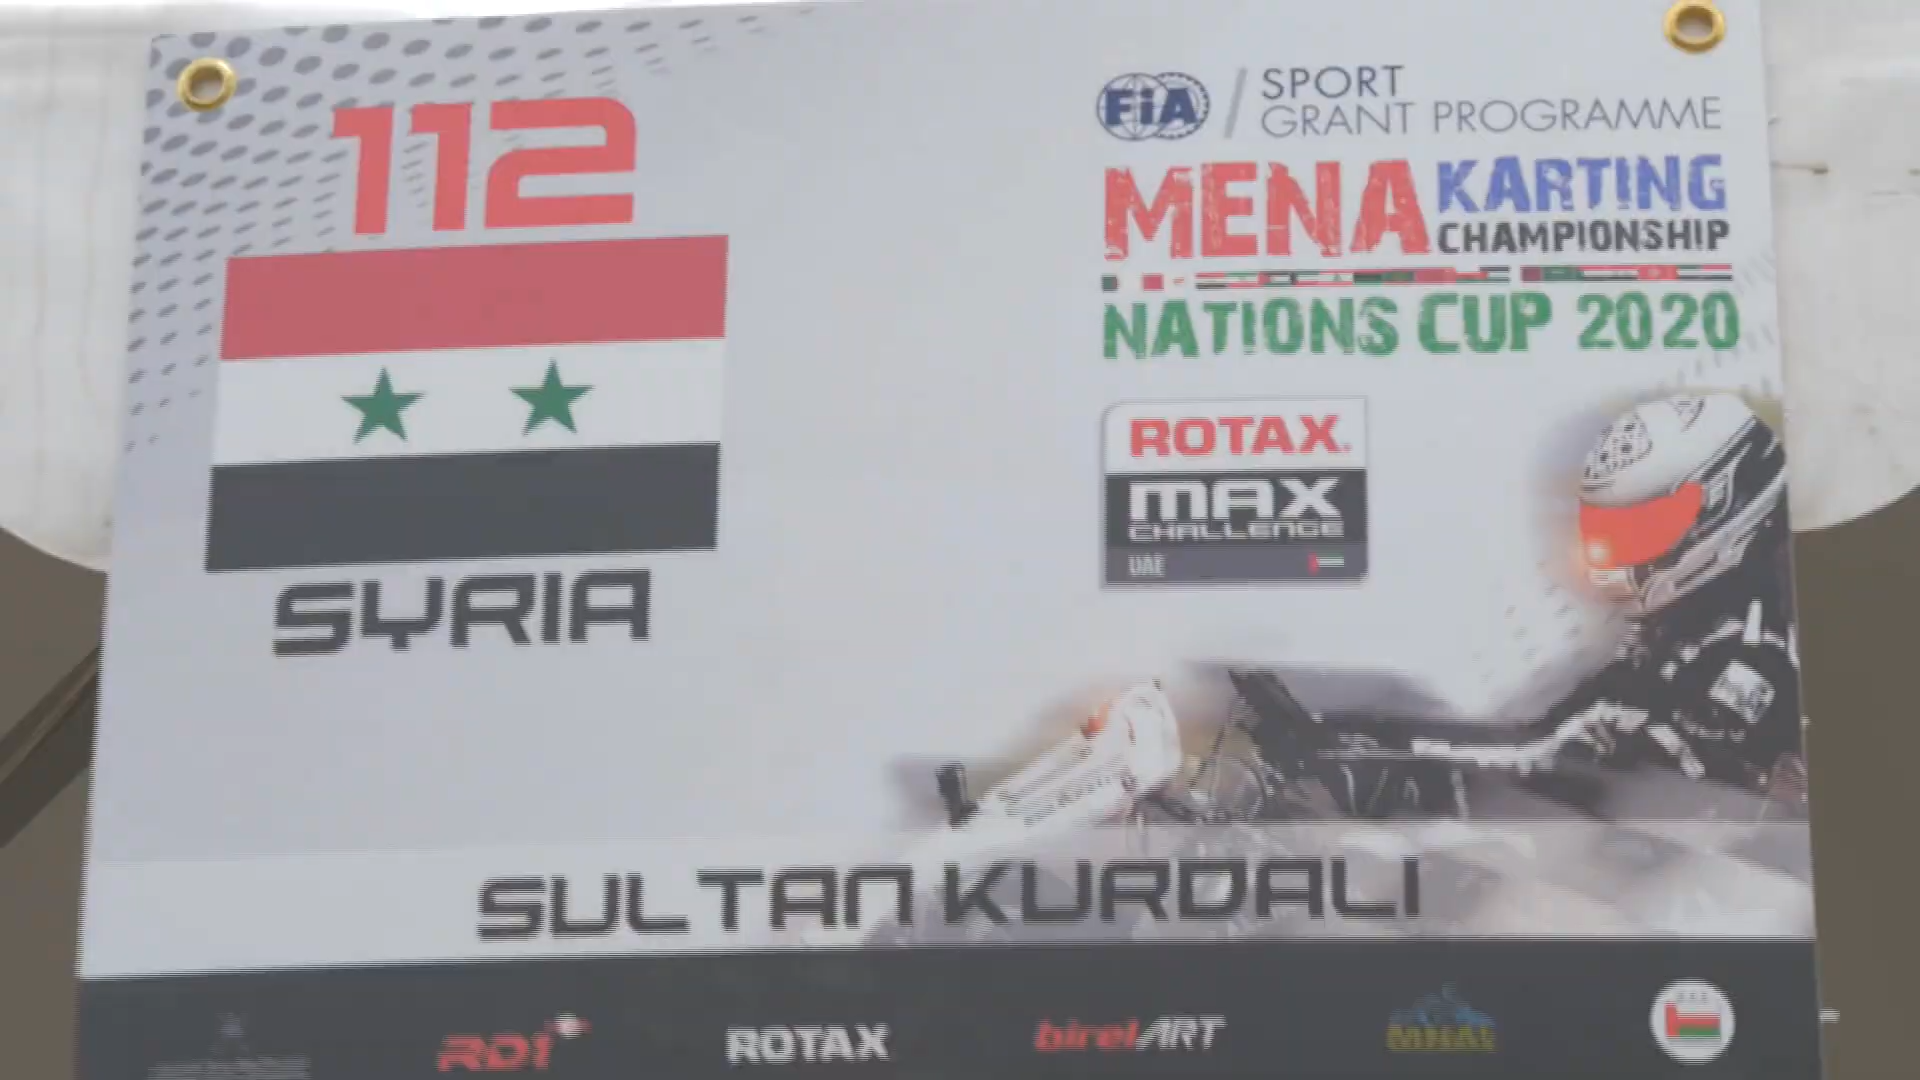 112
SYRIA
FiA / SPORT
GRANT PROGRAMME
MENA KARTING
CHAMPIONSHIP
NATIONS CUP 2020
ROTAX
MAX
CHALLENGE
UAE
SULTAN KURDALI
RD1 ROTAX birelART MNAL